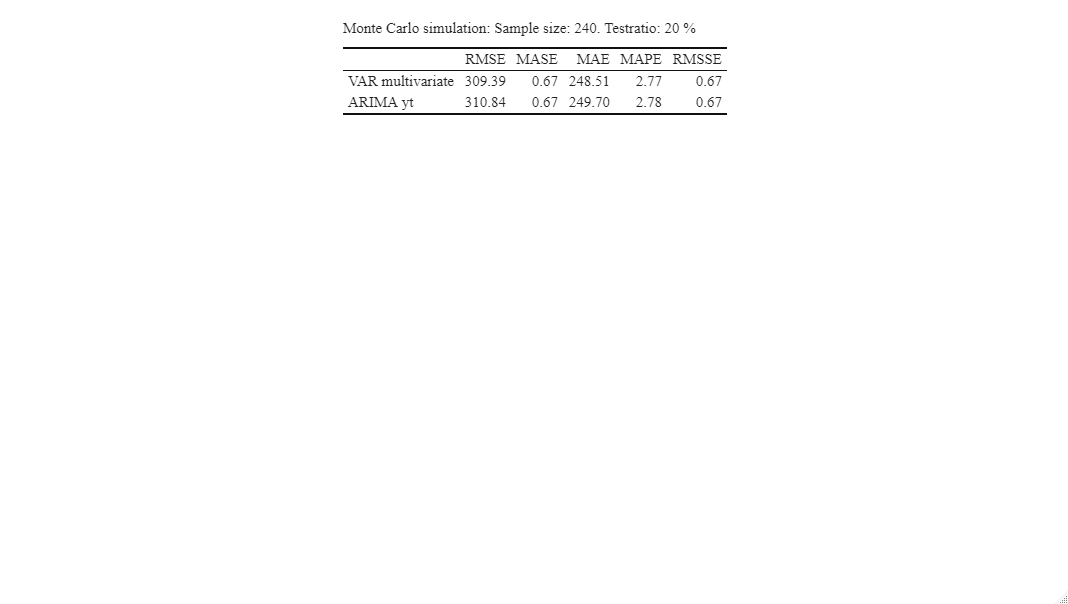 Monte Carlo simulation: Sample size: 240. Testratio: 20 %
RMSE MASE MAE MAPE RMSSE
VAR multivariate 309.39 0.67 248.51 2.77 0.67
ARIMA yt 310.84 0.67 249.70 2.78 0.67